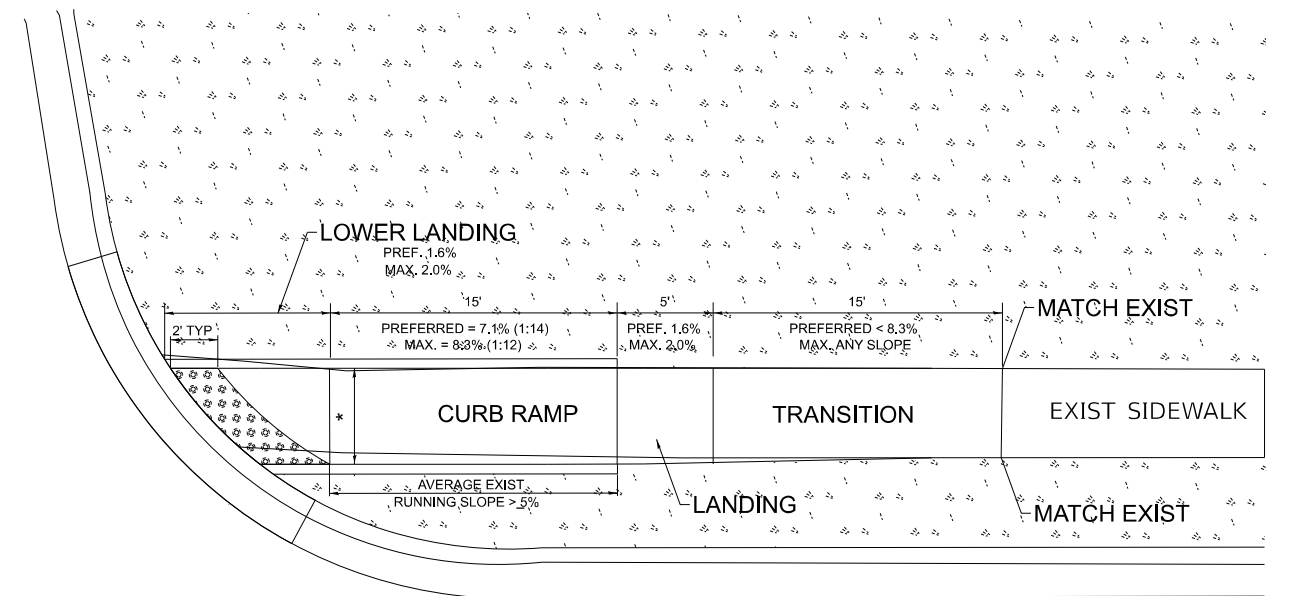 LOWER LANDING
PREF. 1.6%
MAX. 2.0%
15'
5'
15'
MATCH EXIST
2' TYP
PREFERRED = 7.1% (1:14)
MAX. = 8.3% (1:12)
PREF. 1.6%
MAX. 2.0%
PREFERRED < 8.3%
MAX. ANY SLOPE
*
CURB RAMP
TRANSITION
EXIST SIDEWALK
AVERAGE EXIST
RUNNING SLOPE > 5%
LANDING
MATCH EXIST